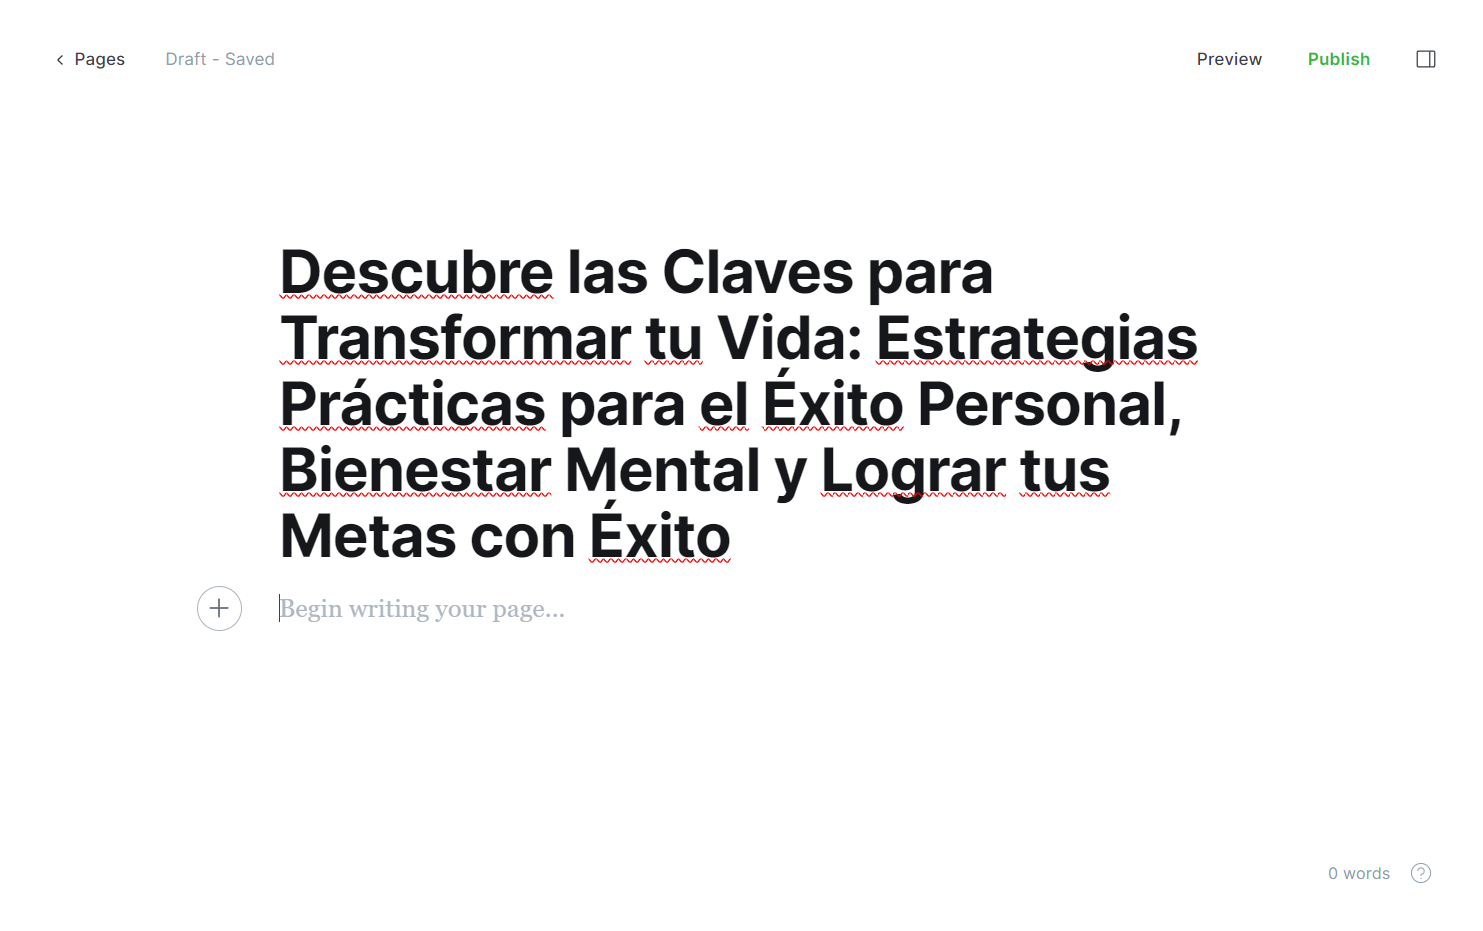 Pages
Draft - Saved
Preview
Publish
Descubre las Claves para
Transformar tu Vida: Estrategias
Prácticas para el Éxito Personal,
Bienestar Mental y Lograr tus
Metas con Éxito
Begin writing your page...
0 words
?